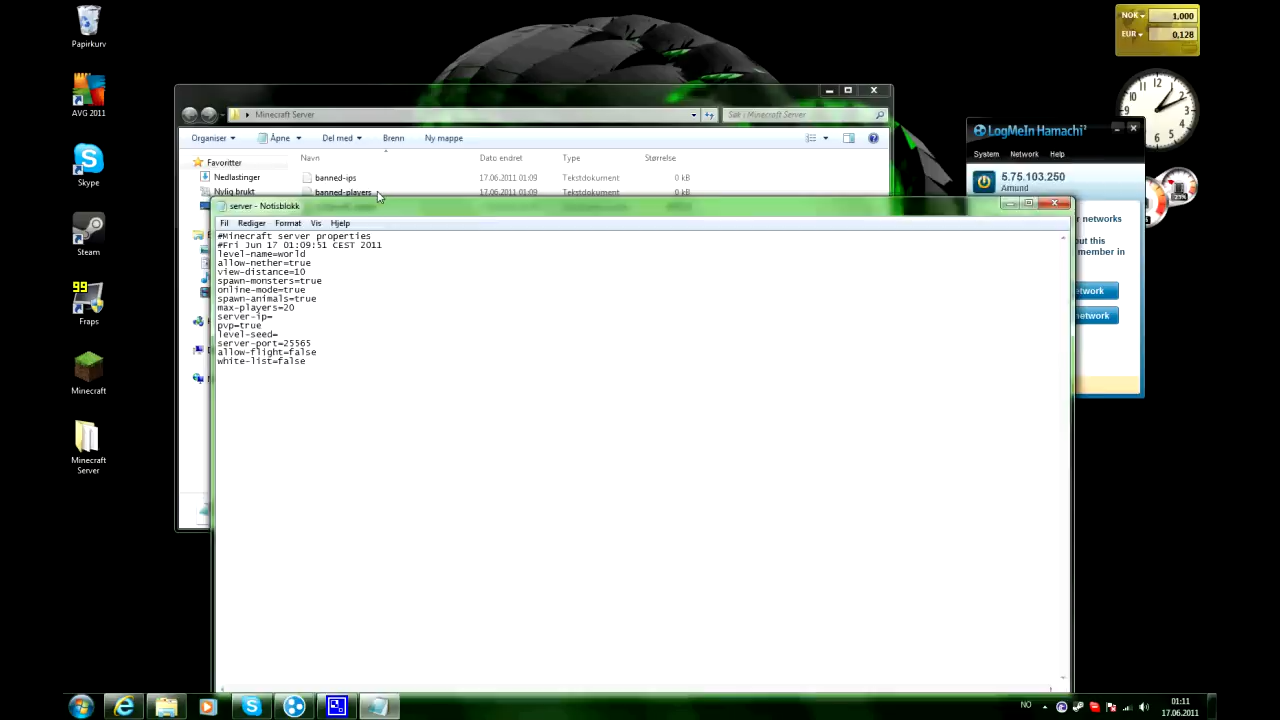 Papirkurv
AVG 2011
Skype
Steam
99
Fraps
Minecraft
Minecraft
Server
NOK
1,000
EUR
0,128
Minecraft Server
Søk i Minecraft Server
Organiser
Åpne
Del med
Brenn
Ny mappe
Favoritter
Nedlastinger
Nylig brukt
Navn
Dato endret
Type
Størrelse
banned-ips
17.06.2011 01:09
Tekstdokument
0 kB
banned-players
17.06.2011 01:09
Tekstdokument
0 kB
LogMeIn Hamachi²
System
Network
Help
5.75.103.250
Amund
networks
but this
member in
etwork
etwork
23%
server - Notisblokk
Fil
Rediger
Format
Vis
Hjelp
#Minecraft server properties
#Fri Jun 17 01:09:51 CEST 2011
level-name=world
allow-nether=true
view-distance=10
spawn-monsters=true
online-mode=true
spawn-animals=true
max-players=20
server-ip=
pvp=true
level-seed=
server-port=25565
allow-flight=false
white-list=false
NO
01:11
17.06.2011